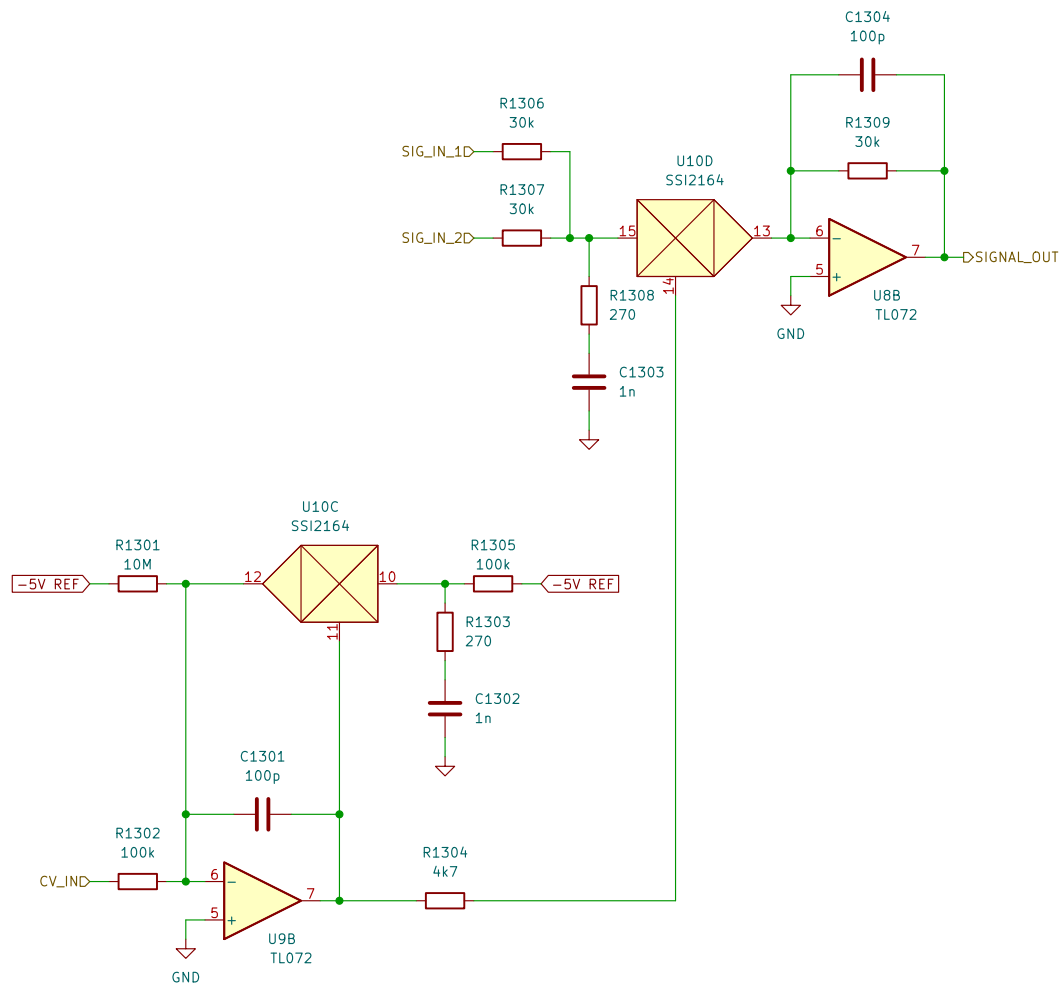 C1304
100p
R1306
30k
R1309
30k
SIG_IN_1
U10D
SSI2164
R1307
30k
SIG_IN_2
15
13
6
7
SIGNAL_OUT
5
14
R1308
270
U8B
TL072
GND
C1303
1n
U10C
SSI2164
R1301
10M
R1305
100k
-5V REF
12
10
-5V REF
11
R1303
270
C1302
1n
C1301
100p
R1302
100k
R1304
4k7
CV_IN
6
7
5
U9B
TL072
GND